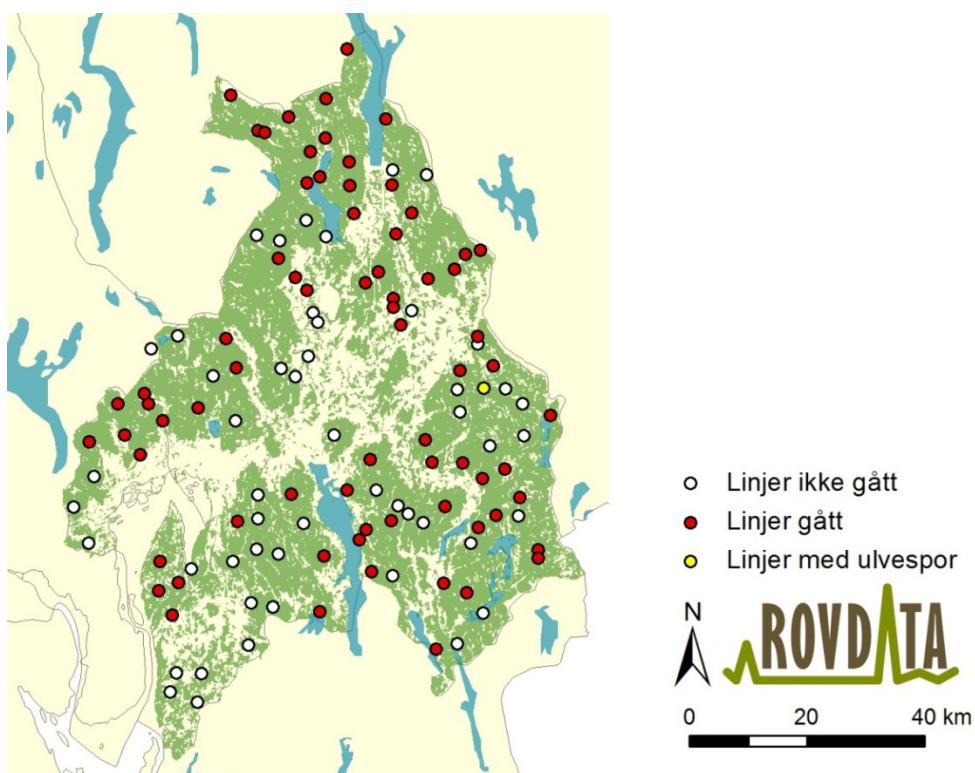 Linjer ikke gått
Linjer gått
Linjer med ulvespor
N
ROVDATA
0 20 40 km